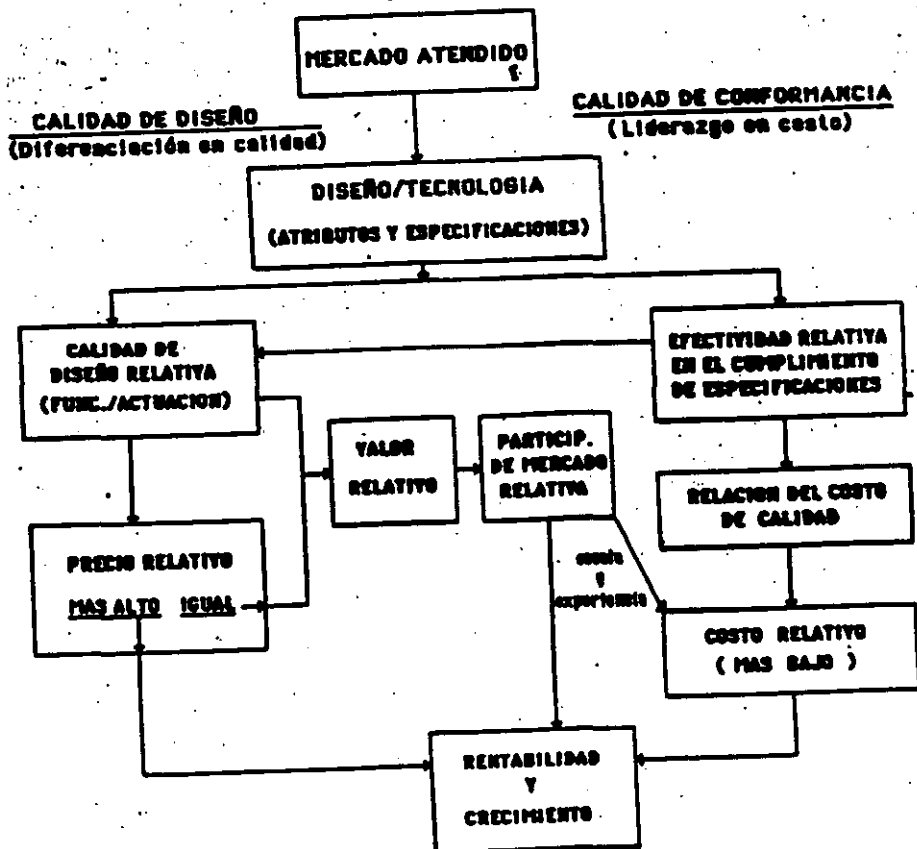 MERCADO ATENDIDO
CALIDAD DE DISEÑO
(Diferenciación en calidad)
CALIDAD DE CONFORMANCIA
(Liderazgo en costo)
DISEÑO/TECNOLOGIA
(ATRIBUTOS Y ESPECIFICACIONES)
CALIDAD DE
DISEÑO RELATIVA
(FUNC./ACTUACION)
EFECTIVIDAD RELATIVA
EN EL CUMPLIMIENTO
DE ESPECIFICACIONES
VALOR
RELATIVO
PARTICIP.
DE MERCADO
RELATIVA
RELACION DEL COSTO
DE CALIDAD
PRECIO RELATIVO
MAS ALTO IGUAL
Y
experiencia
COSTO RELATIVO
( MAS BAJO )
RENTABILIDAD
Y
CRECIMIENTO